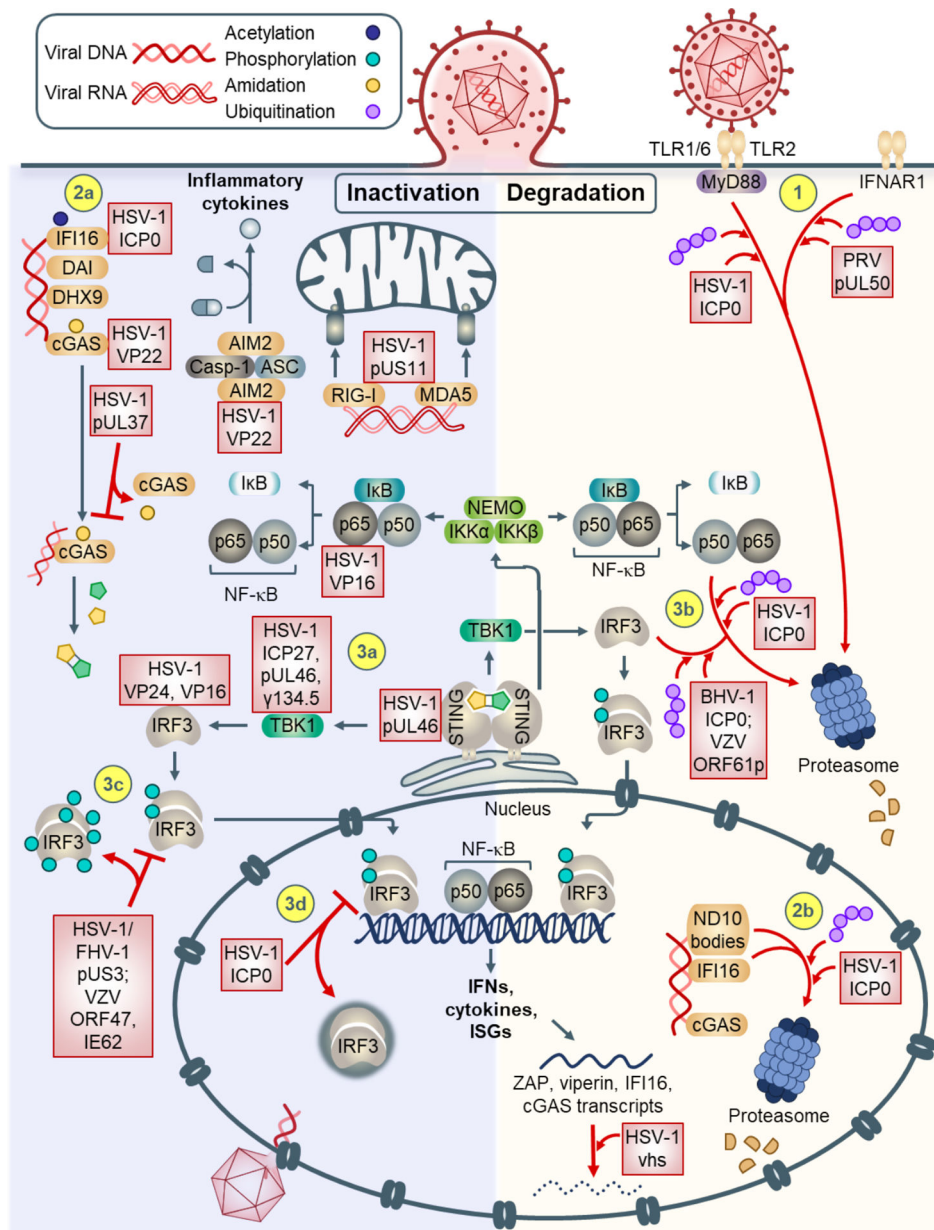 Viral DNA
Viral RNA
Acetylation
Phosphorylation
Amidation
Ubiquitination
TLR1/6
TLR2
MyD88
IFNAR1
Inactivation
Degradation
2a
IFI16
HSV-1
ICP0
DAI
DHX9
cGAS
HSV-1
VP22
HSV-1
pUL37
cGAS
cGAS
Inflammatory
cytokines
AIM2
Casp-1
ASC
AIM2
HSV-1
VP22
HSV-1
pUS11
RIG-I
MDA5
1
HSV-1
ICP0
PRV
pUL50
IκB
p65
p50
NF-κB
IκB
p65
p50
HSV-1
VP16
NEMO
IKKα
IKKβ
IκB
p50
p65
NF-κB
IκB
p50
p65
3b
HSV-1
ICP0
BHV-1
ICP0;
VZV
ORF61p
Proteasome
TBK1
IRF3
IRF3
3a
HSV-1
ICP27,
pUL46,
γ134.5
TBK1
HSV-1
pUL46
STING
STING
HSV-1
VP24, VP16
IRF3
3c
IRF3
IRF3
HSV-1/
FHV-1
pUS3;
VZV
ORF47,
IE62
Nucleus
3d
HSV-1
ICP0
IRF3
NF-κB
p50
p65
IRF3
IRF3
IFNs,
cytokines,
ISGs
ZAP, viperin, IFI16,
cGAS transcripts
HSV-1
vhs
2b
ND10
bodies
IFI16
cGAS
HSV-1
ICP0
Proteasome